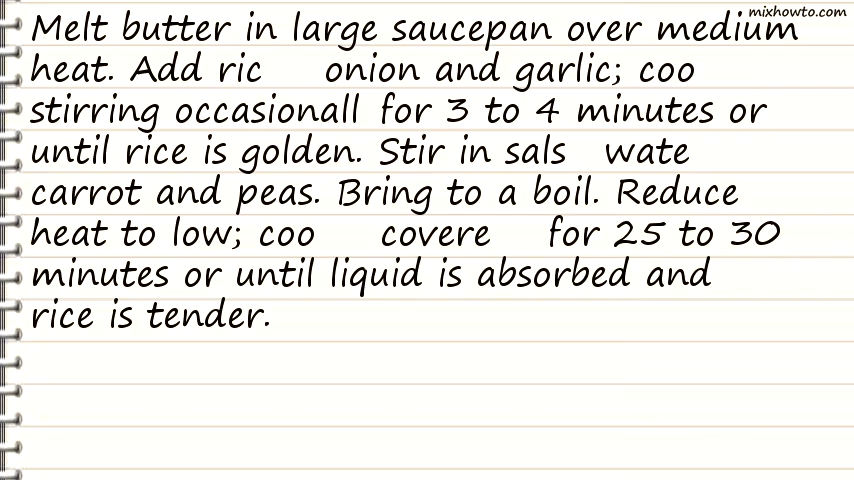 mixhowto.com
Melt butter in large saucepan over medium
heat. Add ric onion and garlic; coo
stirring occasionall for 3 to 4 minutes or
until rice is golden. Stir in sals wate
carrot and peas. Bring to a boil. Reduce
heat to low; coo covere for 25 to 30
minutes or until liquid is absorbed and
rice is tender.